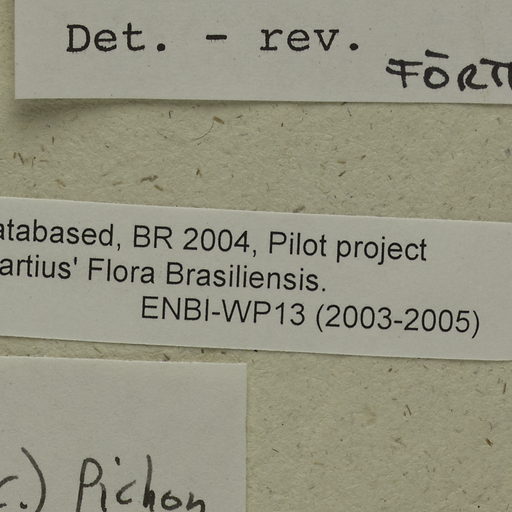 Det. - rev.
atabased, BR 2004, Pilot project
artius' Flora Brasiliensis.
ENBI-WP13 (2003-2005)
c.) Pichon